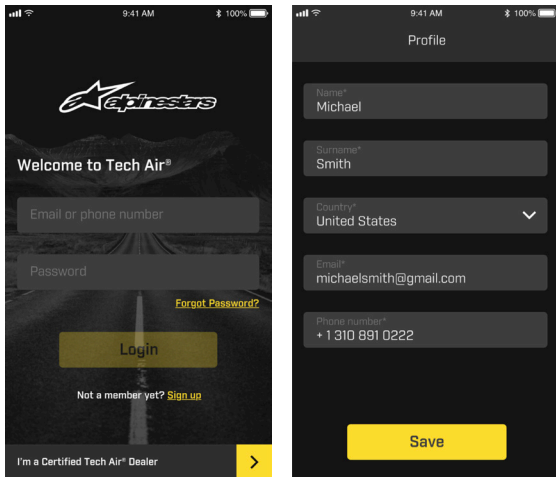 9:41 AM
100%
alpinestars
Welcome to Tech Air®
Email or phone number
Password
Forgot Password?
Login
Not a member yet? Sign up
I'm a Certified Tech Air® Dealer
9:41 AM
100%
Profile
Name*
Michael
Surname*
Smith
Country*
United States
Email*
michaelsmith@gmail.com
Phone number*
+ 1 310 891 0222
Save